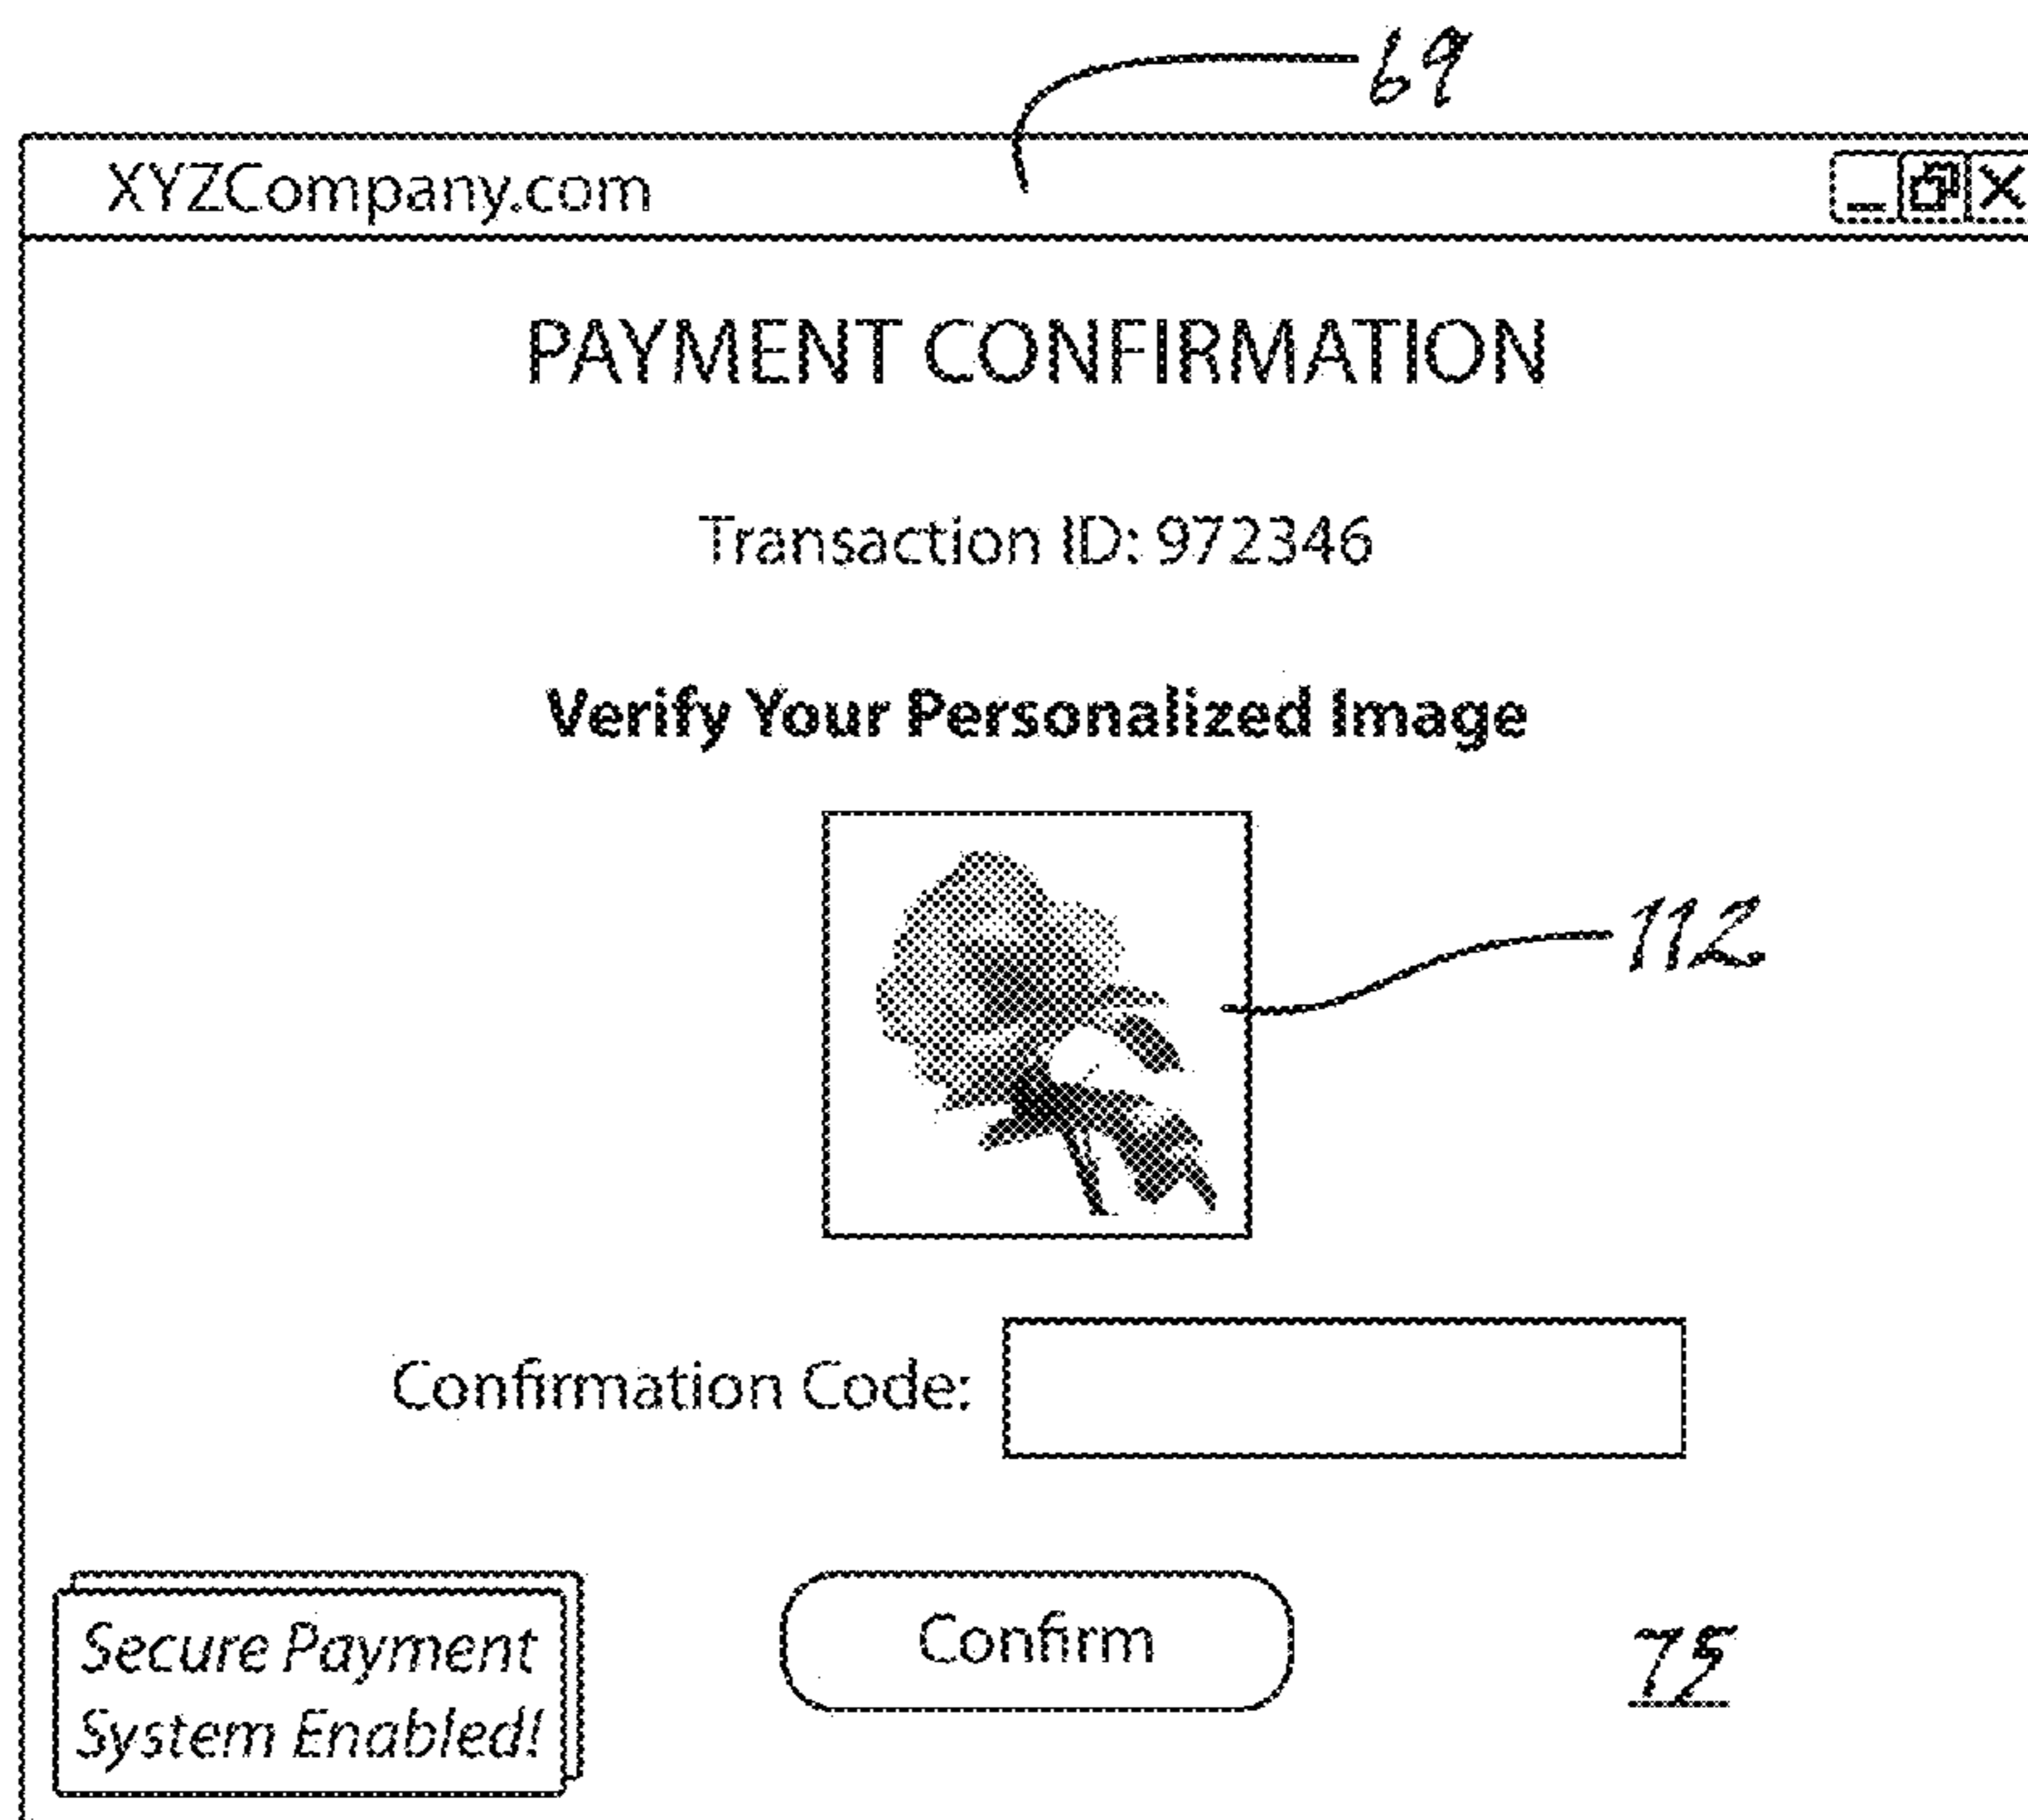 69
XYZCompany.com
PAYMENT CONFIRMATION
Transaction ID: 972346
Verify Your Personalized Image
112
Confirmation Code:
Secure Payment
System Enabled!
Confirm
75